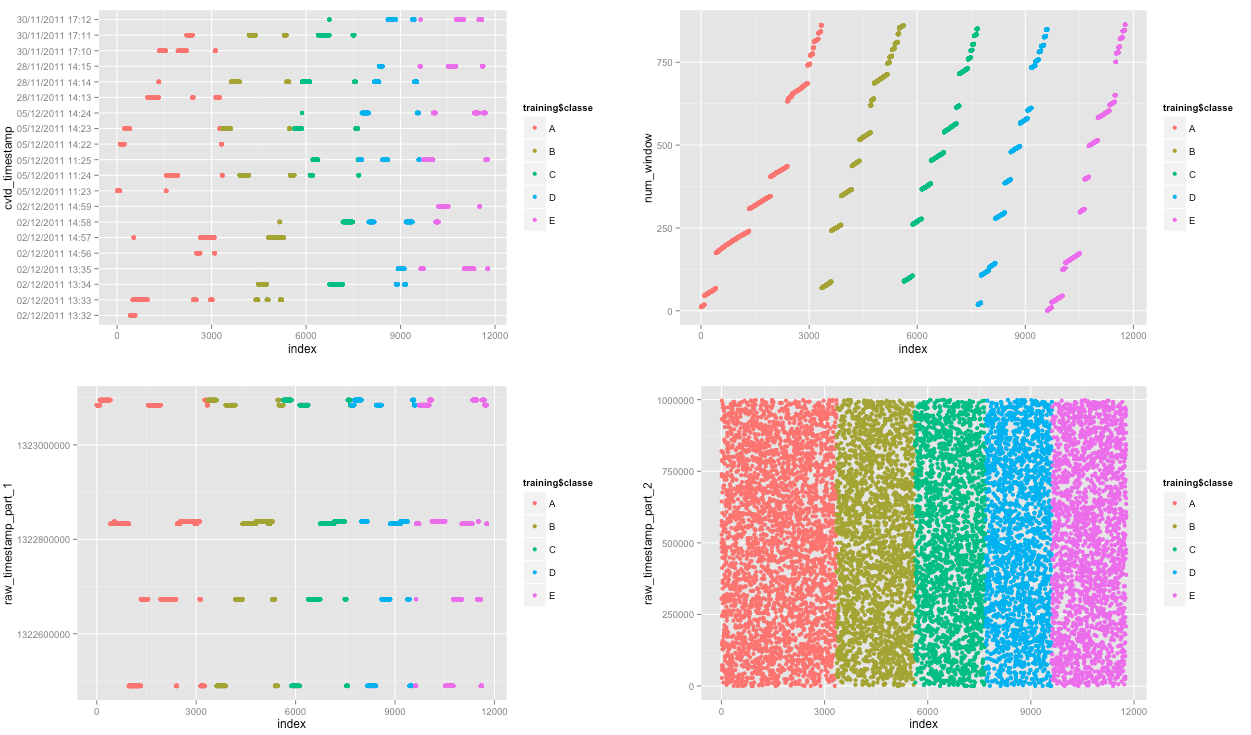 cvtd_timestamp
30/11/2011 17:12
30/11/2011 17:11
30/11/2011 17:10
28/11/2011 14:15
28/11/2011 14:14
28/11/2011 14:13
05/12/2011 14:24
05/12/2011 14:23
05/12/2011 14:22
05/12/2011 11:25
05/12/2011 11:24
05/12/2011 11:23
02/12/2011 14:59
02/12/2011 14:58
02/12/2011 14:57
02/12/2011 14:56
02/12/2011 13:35
02/12/2011 13:34
02/12/2011 13:33
02/12/2011 13:32
0 3000 6000 9000 12000
index
training$classe
A
B
C
D
E
num_window
750
500
250
0
0 3000 6000 9000 12000
index
training$classe
A
B
C
D
E
raw_timestamp_part_1
1323000000
1322800000
1322600000
0 3000 6000 9000 12000
index
training$classe
A
B
C
D
E
raw_timestamp_part_2
1000000
750000
500000
250000
0
0 3000 6000 9000 12000
index
training$classe
A
B
C
D
E